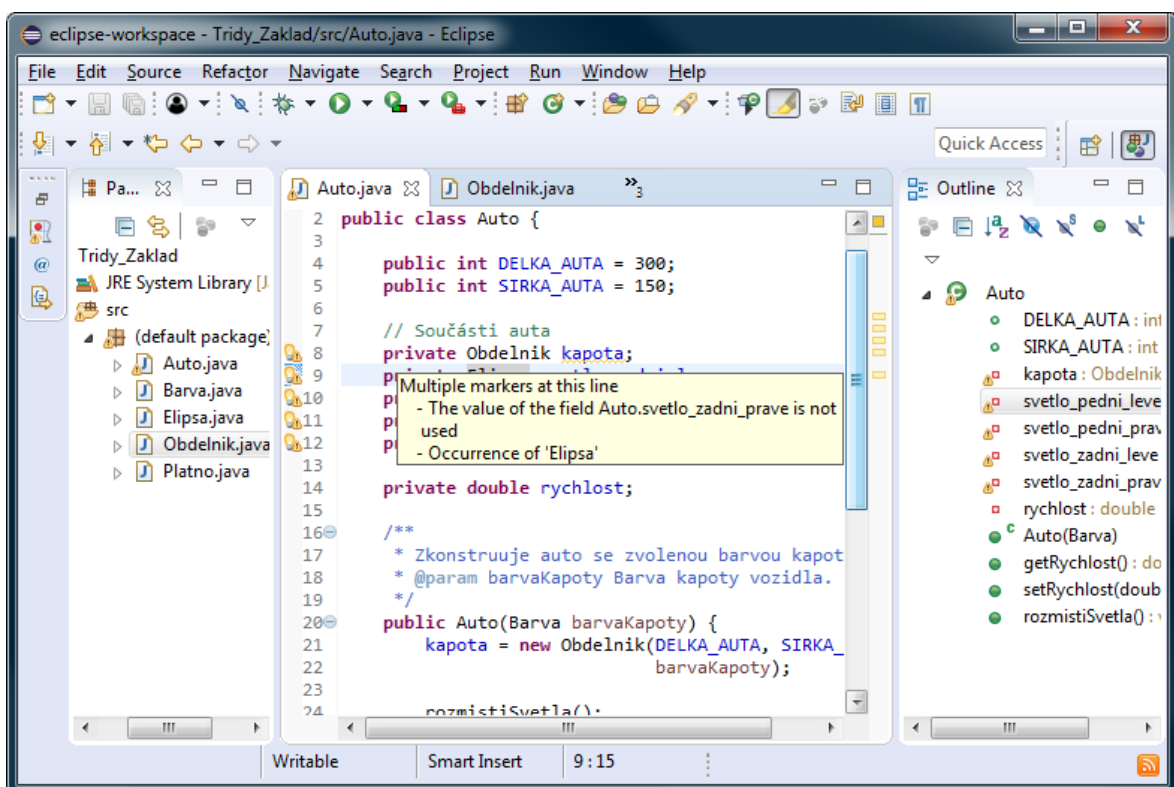 eclipse-workspace - Tridy_Zaklad/src/Auto.java - Eclipse
File Edit Source Refactor Navigate Search Project Run Window Help
Quick Access
Pa...
Tridy_Zaklad
JRE System Library [J
src
(default package)
Auto.java
Barva.java
Elipsa.java
Obdelnik.java
Platno.java
Auto.java
Obdelnik.java
»3
2 public class Auto {
3
4 public int DELKA_AUTA = 300;
5 public int SIRKA_AUTA = 150;
6
7 // Součásti auta
8 private Obdelnik kapota;
9
10
11
12
Multiple markers at this line
- The value of the field Auto.svetlo_zadni_prave is not
used
- Occurrence of 'Elipsa'
13
14 private double rychlost;
15
16 /**
17 * Zkonstruuje auto se zvolenou barvou kapot
18 * @param barvaKapoty Barva kapoty vozidla.
19 */
20 public Auto(Barva barvaKapoty) {
21 kapota = new Obdelnik(DELKA_AUTA, SIRKA_
22 barvaKapoty);
23
24 rozmistiSvetla();
Outline
Auto
DELKA_AUTA : int
SIRKA_AUTA : int
kapota : Obdelnik
svetlo_pedni_leve
svetlo_pedni_prav
svetlo_zadni_leve
svetlo_zadni_prav
rychlost : double
Auto(Barva)
getRychlost() : do
setRychlost(doub
rozmistiSvetla() :
Writable
Smart Insert
9 : 15